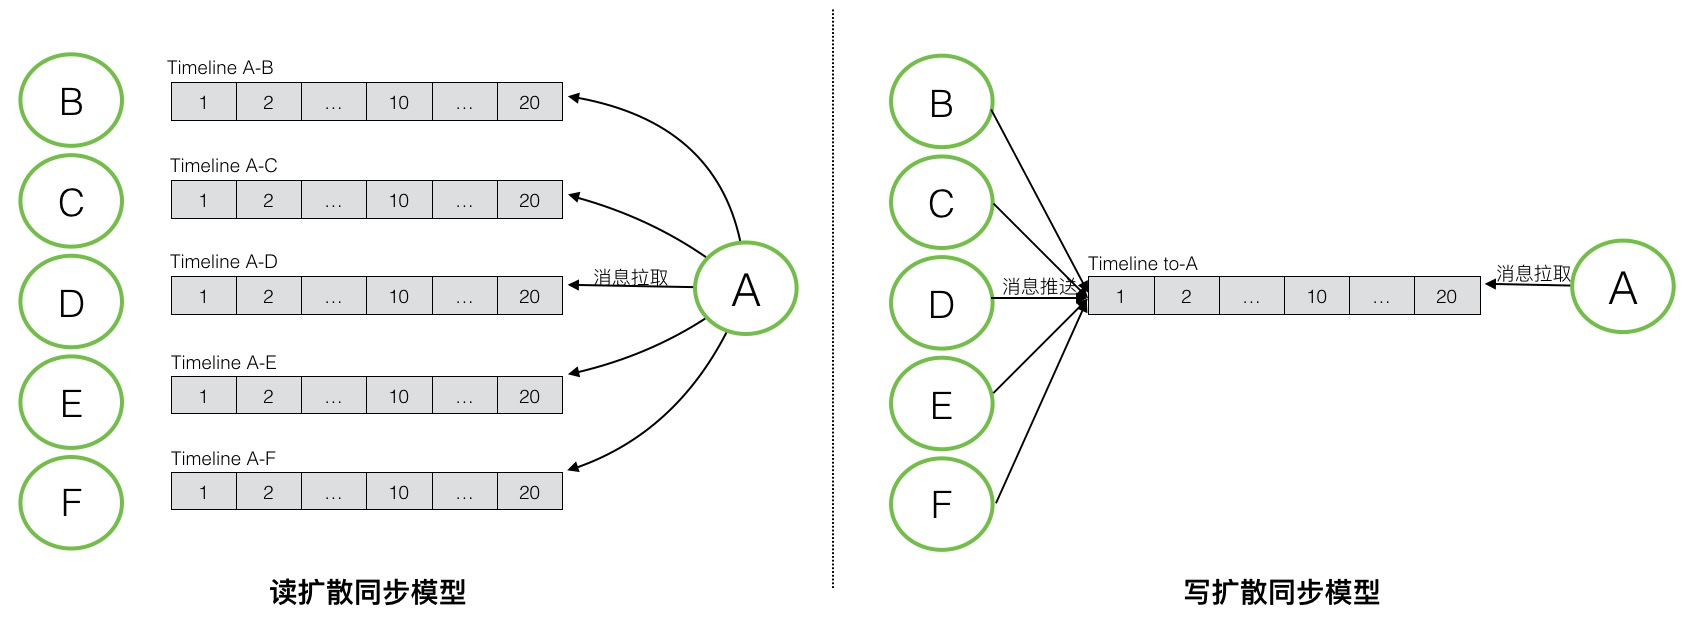 B
Timeline A-B
1 2 ... 10 ... 20
C
Timeline A-C
1 2 ... 10 ... 20
D
Timeline A-D
1 2 ... 10 ... 20
消息拉取
A
E
Timeline A-E
1 2 ... 10 ... 20
F
Timeline A-F
1 2 ... 10 ... 20
读扩散同步模型
B
C
D
E
F
消息推送
Timeline to-A
1 2 ... 10 ... 20
消息拉取
A
写扩散同步模型